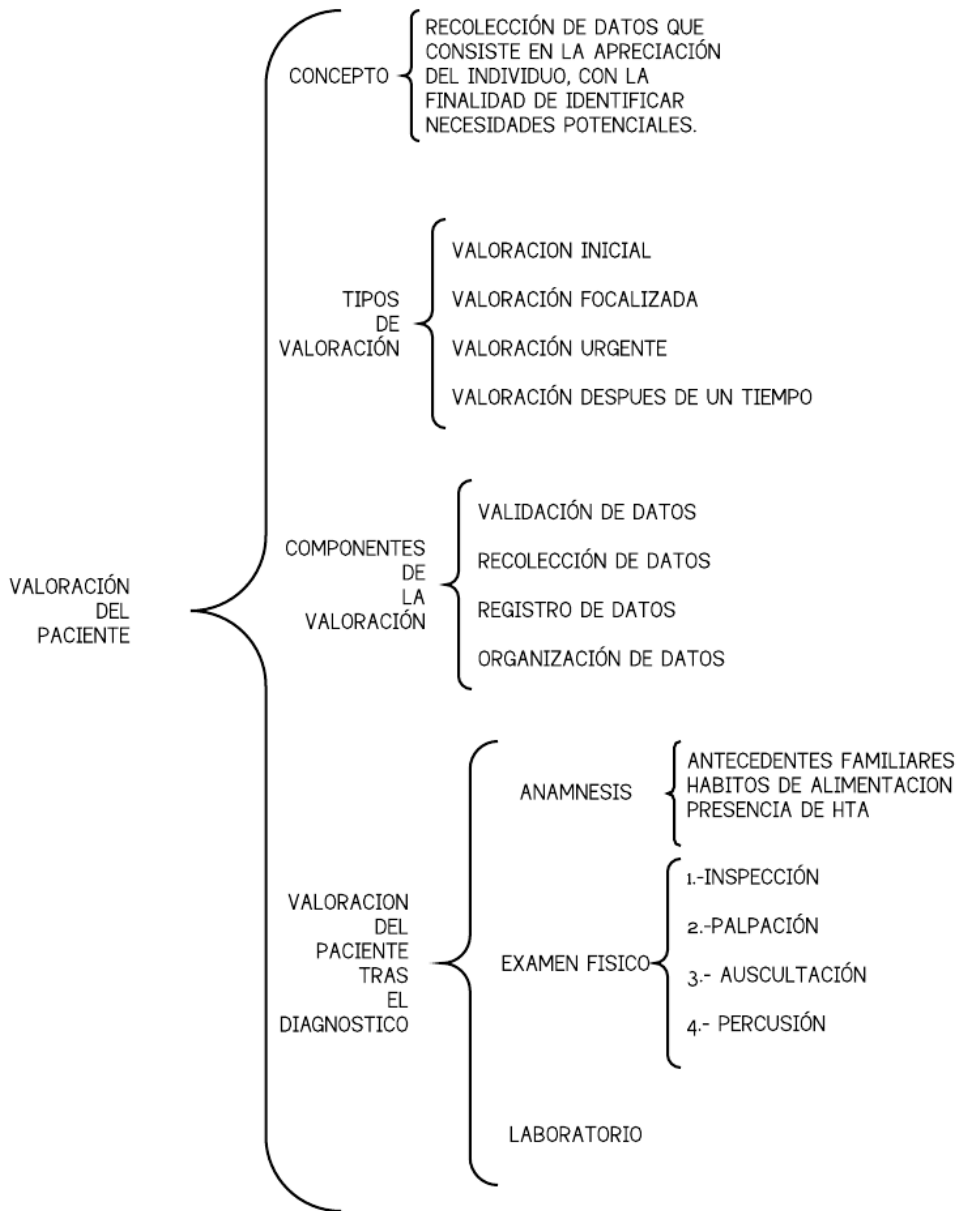 VALORACIÓN
DEL
PACIENTE
CONCEPTO
RECOLECCIÓN DE DATOS QUE
CONSISTE EN LA APRECIACIÓN
DEL INDIVIDUO, CON LA
FINALIDAD DE IDENTIFICAR
NECESIDADES POTENCIALES.
TIPOS
DE
VALORACIÓN
VALORACION INICIAL
VALORACIÓN FOCALIZADA
VALORACIÓN URGENTE
VALORACIÓN DESPUES DE UN TIEMPO
COMPONENTES
DE
LA
VALORACIÓN
VALIDACIÓN DE DATOS
RECOLECCIÓN DE DATOS
REGISTRO DE DATOS
ORGANIZACIÓN DE DATOS
VALORACION
DEL
PACIENTE
TRAS
EL
DIAGNOSTICO
ANAMNESIS
ANTECEDENTES FAMILIARES
HABITOS DE ALIMENTACION
PRESENCIA DE HTA
EXAMEN FISICO
1.-INSPECCIÓN
2.-PALPACIÓN
3.- AUSCULTACIÓN
4.- PERCUSIÓN
LABORATORIO